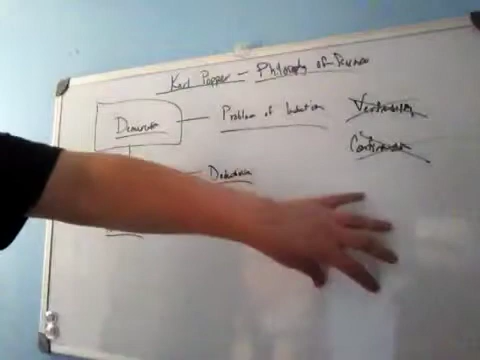 Karl Popper - Philosophy of Science
Demarcation — Problem of Induction
Verification
Confirmation
Deduction